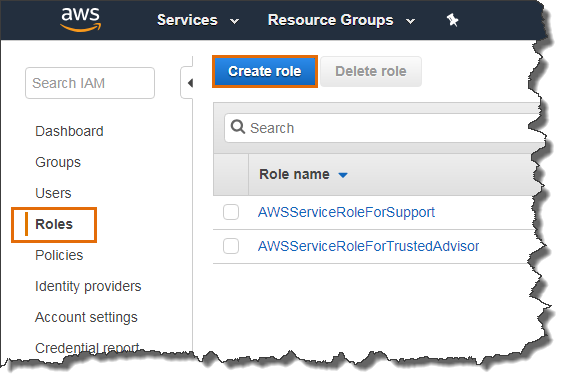 aws Services Resource Groups
Search IAM
Dashboard
Groups
Users
Roles
Policies
Identity providers
Account settings
Credential report
Create role Delete role
Search
Role name
AWSServiceRoleForSupport
AWSServiceRoleForTrustedAdvisor